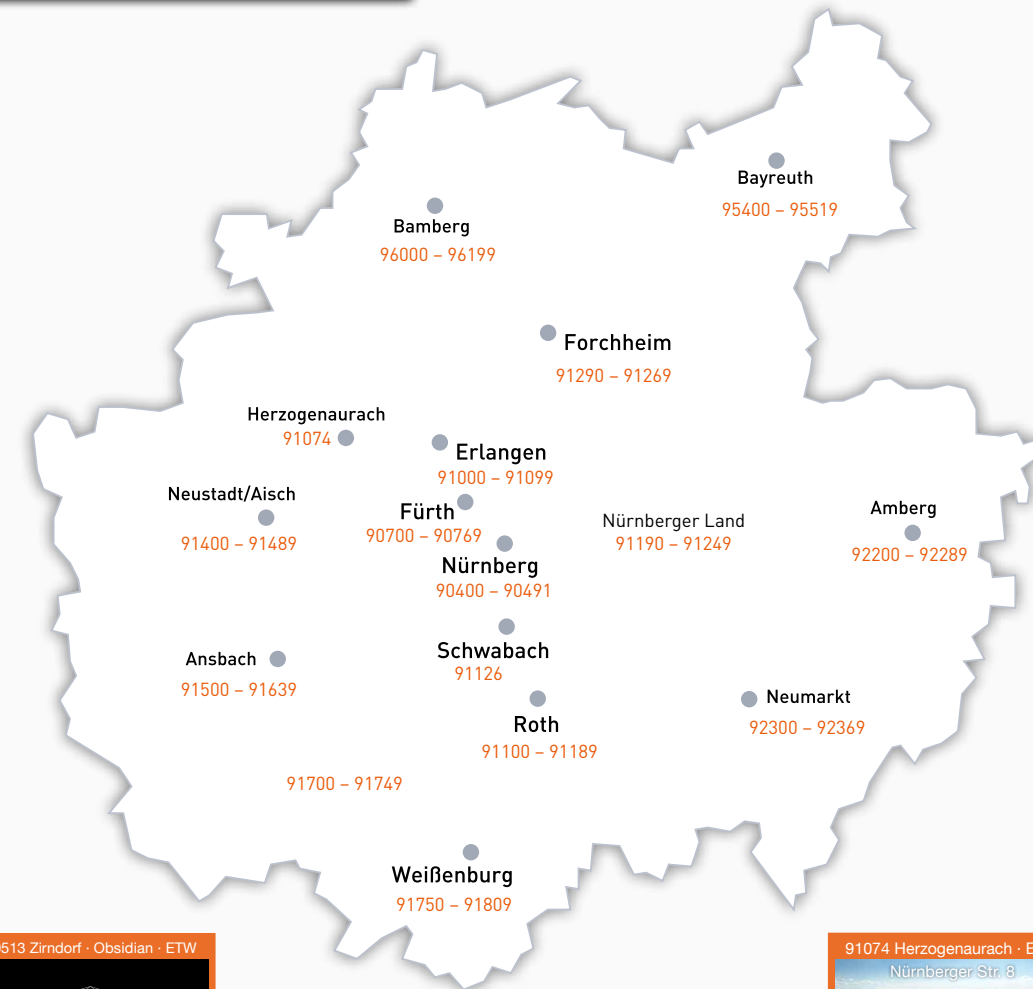 Bayreuth
95400 – 95519
Bamberg
96000 – 96199
Forchheim
91290 – 91269
Herzogenaurach
91074
Erlangen
91000 – 91099
Neustadt/Aisch
91400 – 91489
Fürth
90700 – 90769
Nürnberger Land
91190 – 91249
Amberg
92200 – 92289
Nürnberg
90400 – 90491
Schwabach
91126
Ansbach
91500 – 91639
Neumarkt
92300 – 92369
Roth
91100 – 91189
91700 – 91749
Weißenburg
91750 – 91809
513 Zirndorf · Obsidian · ETW
91074 Herzogenaurach · E
Nürnberger Str. 8